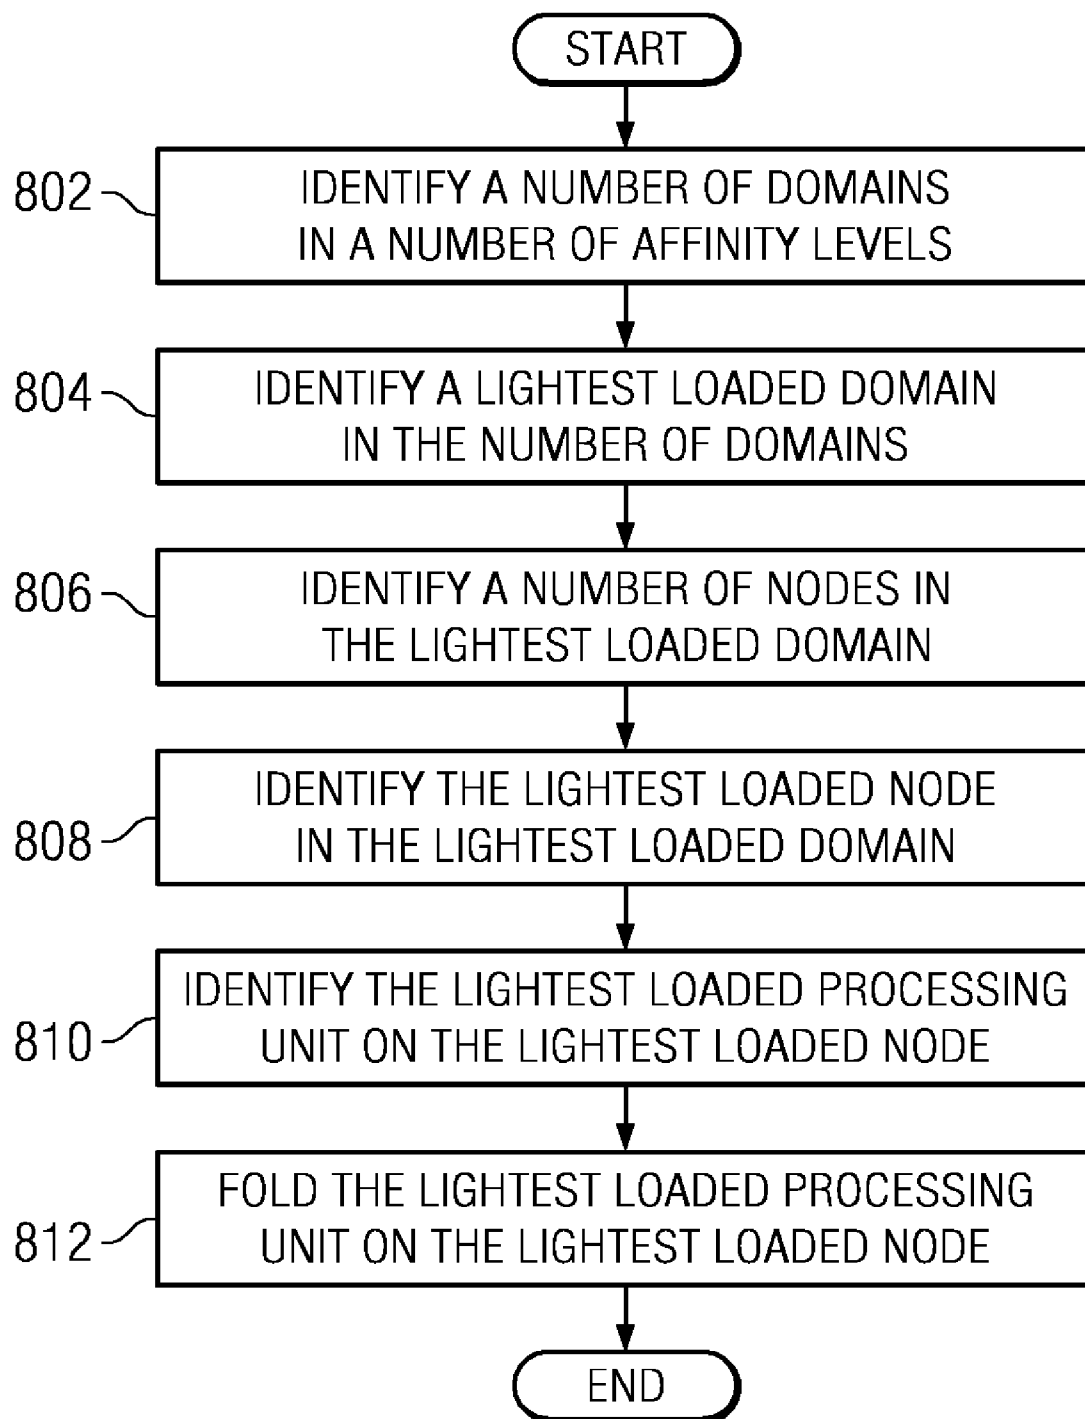 START
802
IDENTIFY A NUMBER OF DOMAINS
IN A NUMBER OF AFFINITY LEVELS
804
IDENTIFY A LIGHTEST LOADED DOMAIN
IN THE NUMBER OF DOMAINS
806
IDENTIFY A NUMBER OF NODES IN
THE LIGHTEST LOADED DOMAIN
808
IDENTIFY THE LIGHTEST LOADED NODE
IN THE LIGHTEST LOADED DOMAIN
810
IDENTIFY THE LIGHTEST LOADED PROCESSING
UNIT ON THE LIGHTEST LOADED NODE
812
FOLD THE LIGHTEST LOADED PROCESSING
UNIT ON THE LIGHTEST LOADED NODE
END